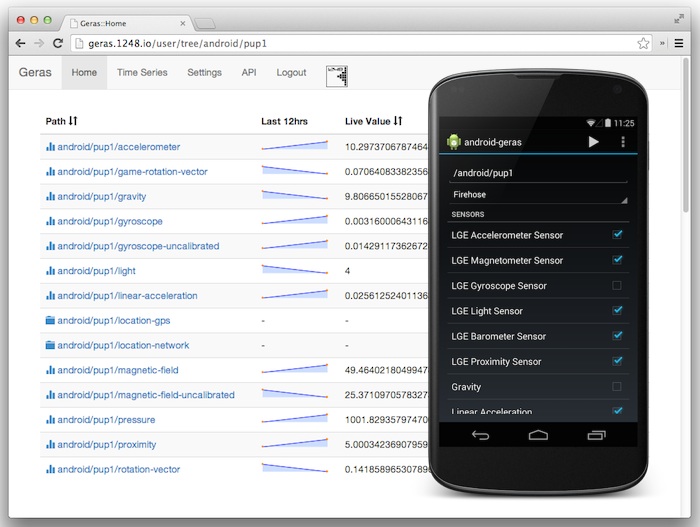 Geras::Home
geras.1248.io/user/tree/android/pup1
Geras Home Time Series Settings API Logout
Path Last 12hrs Live Value
android/pup1/accelerometer 10.2973706787464
android/pup1/game-rotation-vector 0.07064083382356
android/pup1/gravity 9.80665015528067
android/pup1/gyroscope 0.00316000643116
android/pup1/gyroscope-uncalibrated 0.01429117362672
android/pup1/light 4
android/pup1/linear-acceleration 0.02561252401136
android/pup1/location-gps - -
android/pup1/location-network - -
android/pup1/magnetic-field 49.4640218049947
android/pup1/magnetic-field-uncalibrated 25.3710970578327
android/pup1/pressure 1001.82935797470
android/pup1/proximity 5.00034236907959
android/pup1/rotation-vector 0.14185896530789
11:25
android-geras
/android/pup1
Firehose
SENSORS
LGE Accelerometer Sensor
LGE Magnetometer Sensor
LGE Gyroscope Sensor
LGE Light Sensor
LGE Barometer Sensor
LGE Proximity Sensor
Gravity
Linear Acceleration